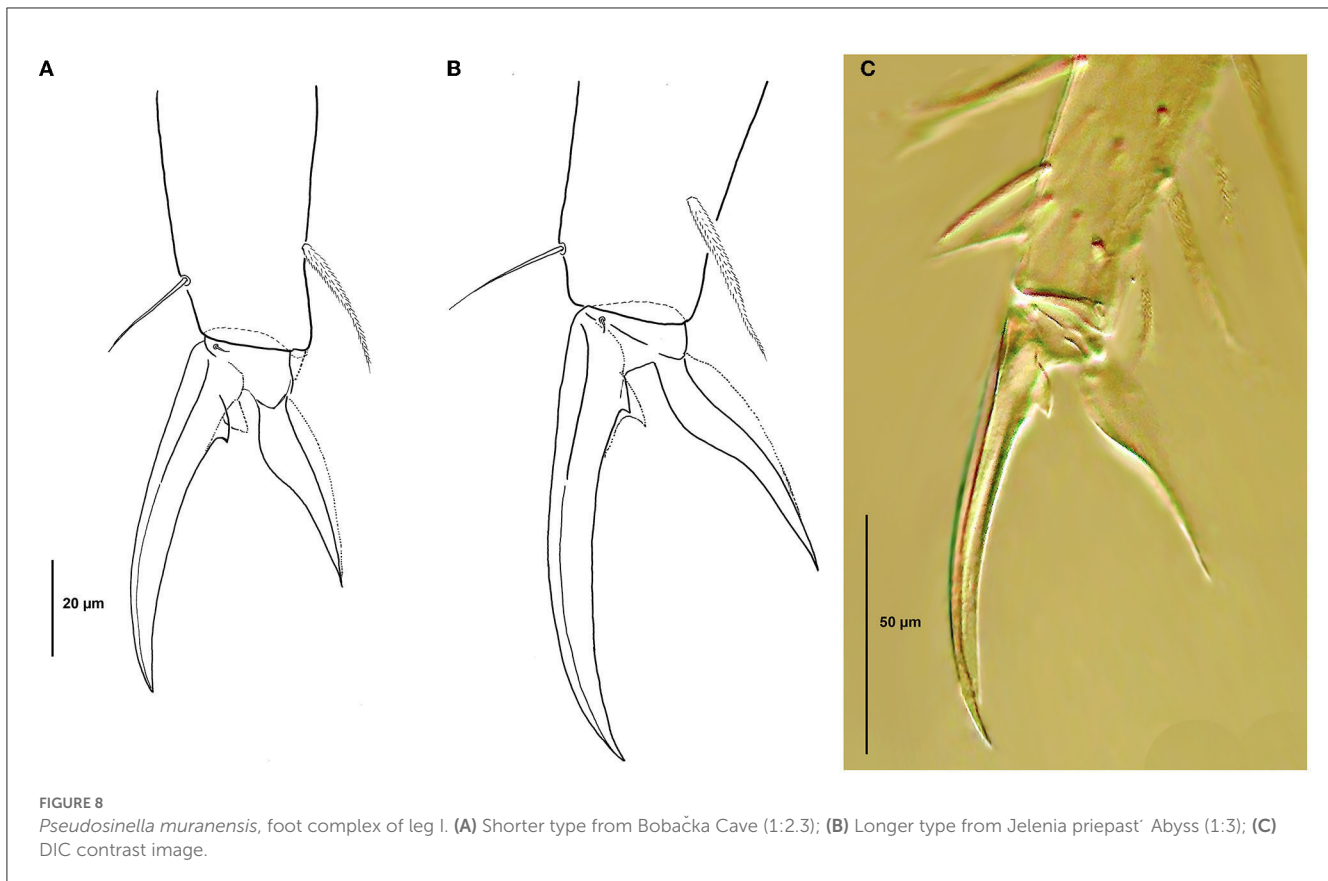 A
B
C
20 µm
50 µm
FIGURE 8
Pseudosinella muranensis, foot complex of leg I. (A) Shorter type from Bobačka Cave (1:2.3); (B) Longer type from Jelenia priepast´ Abyss (1:3); (C)
DIC contrast image.